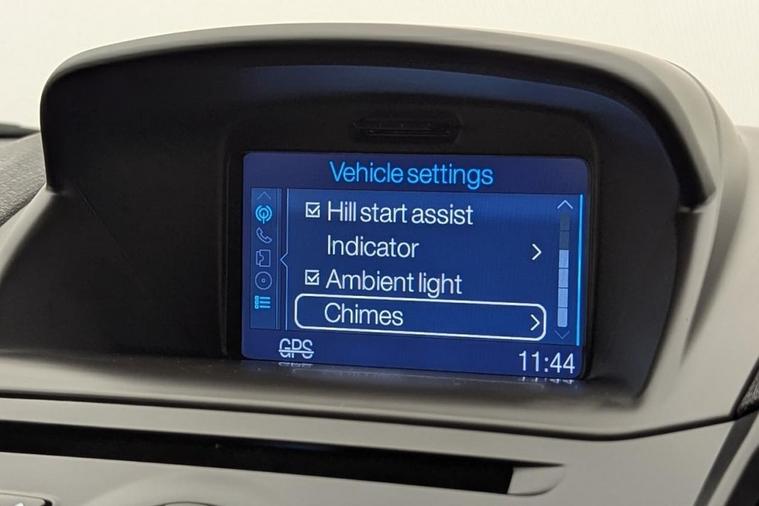 Vehicle settings
Hill start assist
Indicator
Ambient light
Chimes
GPS
11:44